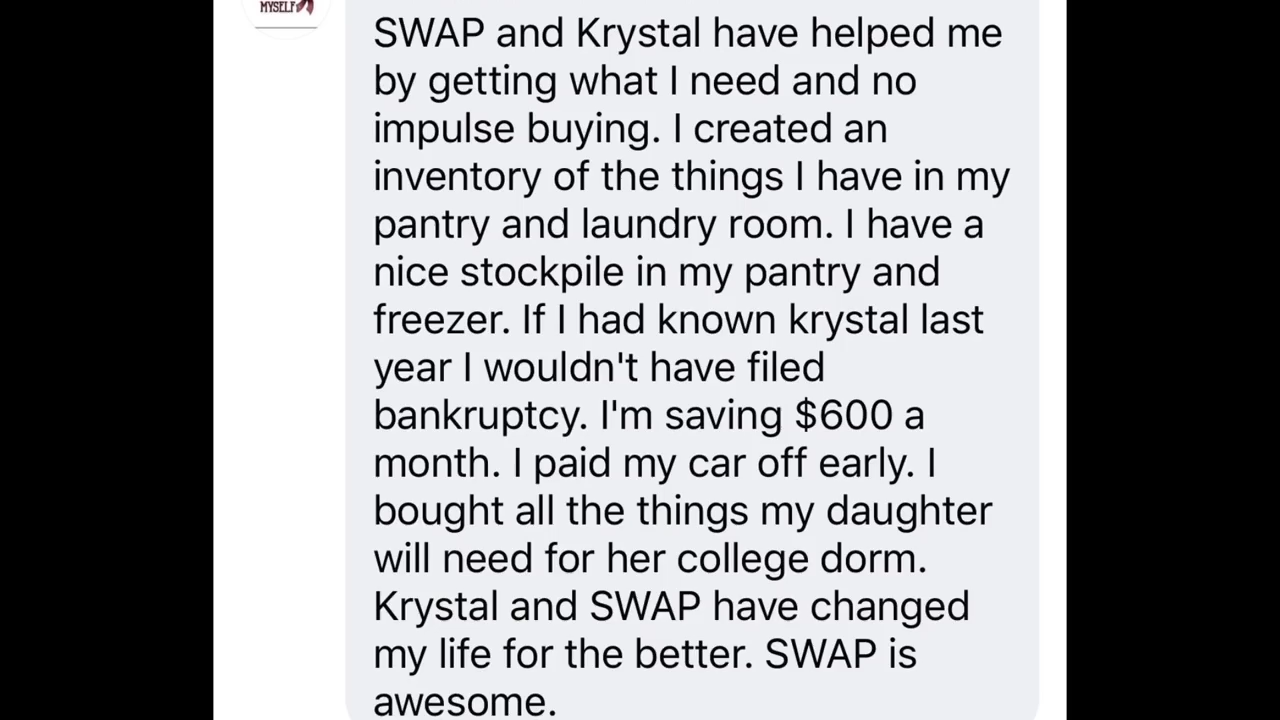 MYSELF
SWAP and Krystal have helped me
by getting what I need and no
impulse buying. I created an
inventory of the things I have in my
pantry and laundry room. I have a
nice stockpile in my pantry and
freezer. If I had known krystal last
year I wouldn't have filed
bankruptcy. I'm saving $600 a
month. I paid my car off early. I
bought all the things my daughter
will need for her college dorm.
Krystal and SWAP have changed
my life for the better. SWAP is
awesome.